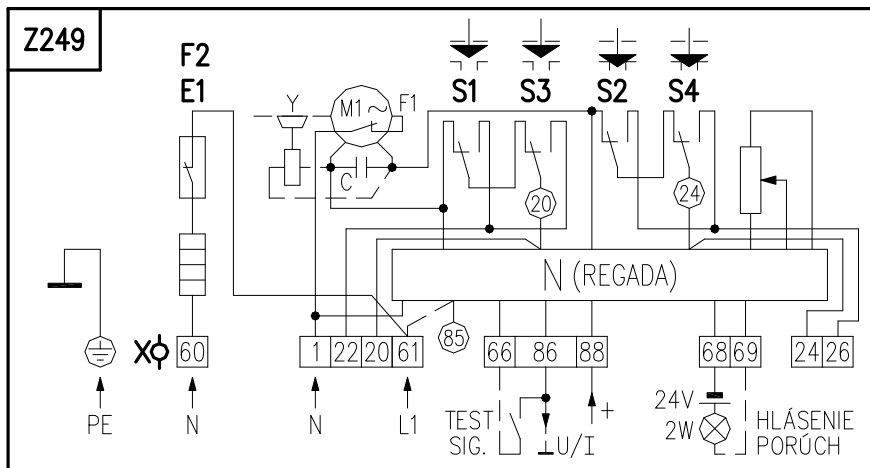 Z249
F2
E1
S1 S3 S2 S4
Y
M1 ~ F1
C
20
24
N (REGADA)
85
X 60 1 22 20 61 66 86 88 68 69 24 26
PE N N L1
TEST
SIG.
U/I
+
24V
2W
HLÁSENIE
PORÚCH